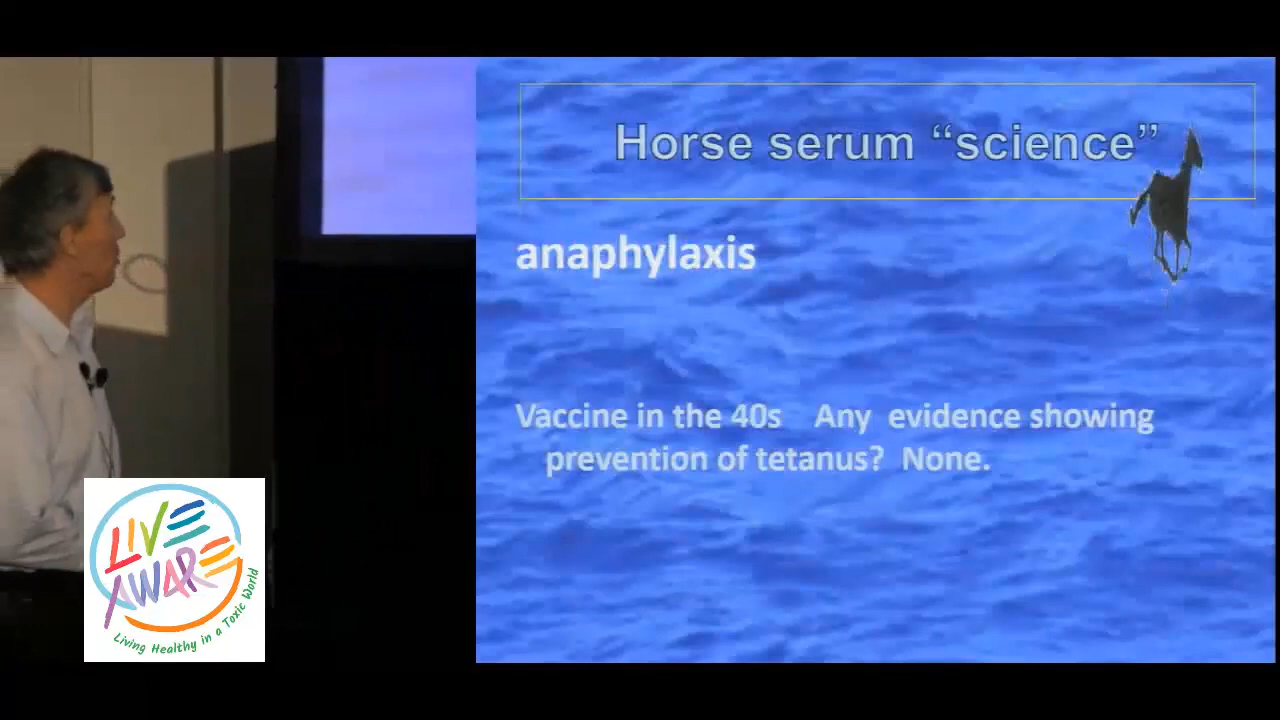 Horse serum “science”
anaphylaxis
Vaccine in the 40s Any evidence showing
prevention of tetanus? None.
LIVE
AWARE
Living Healthy in a Toxic World